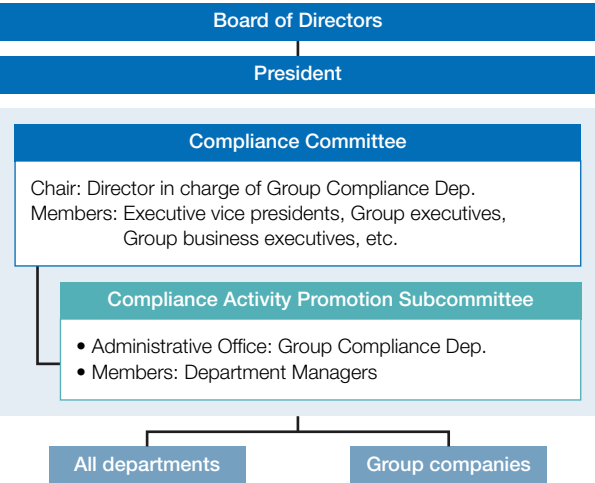 Board of Directors
President
Compliance Committee
Chair: Director in charge of Group Compliance Dep.
Members: Executive vice presidents, Group executives,
Group business executives, etc.
Compliance Activity Promotion Subcommittee
• Administrative Office: Group Compliance Dep.
• Members: Department Managers
All departments
Group companies